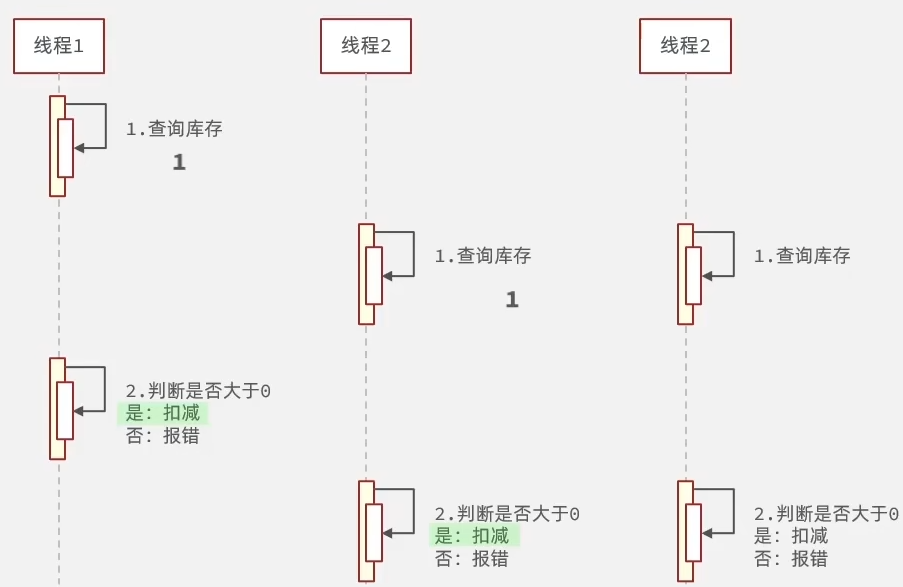 线程1
线程2
线程2
1.查询库存
1
1.查询库存
1
1.查询库存
2.判断是否大于0
是：扣减
否：报错
2.判断是否大于0
是：扣减
否：报错
2.判断是否大于0
是：扣减
否：报错